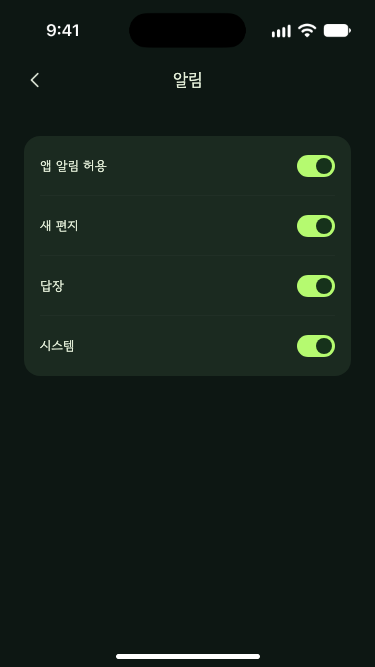 9:41
알림
앱 알림 허용
새 편지
답장
시스템